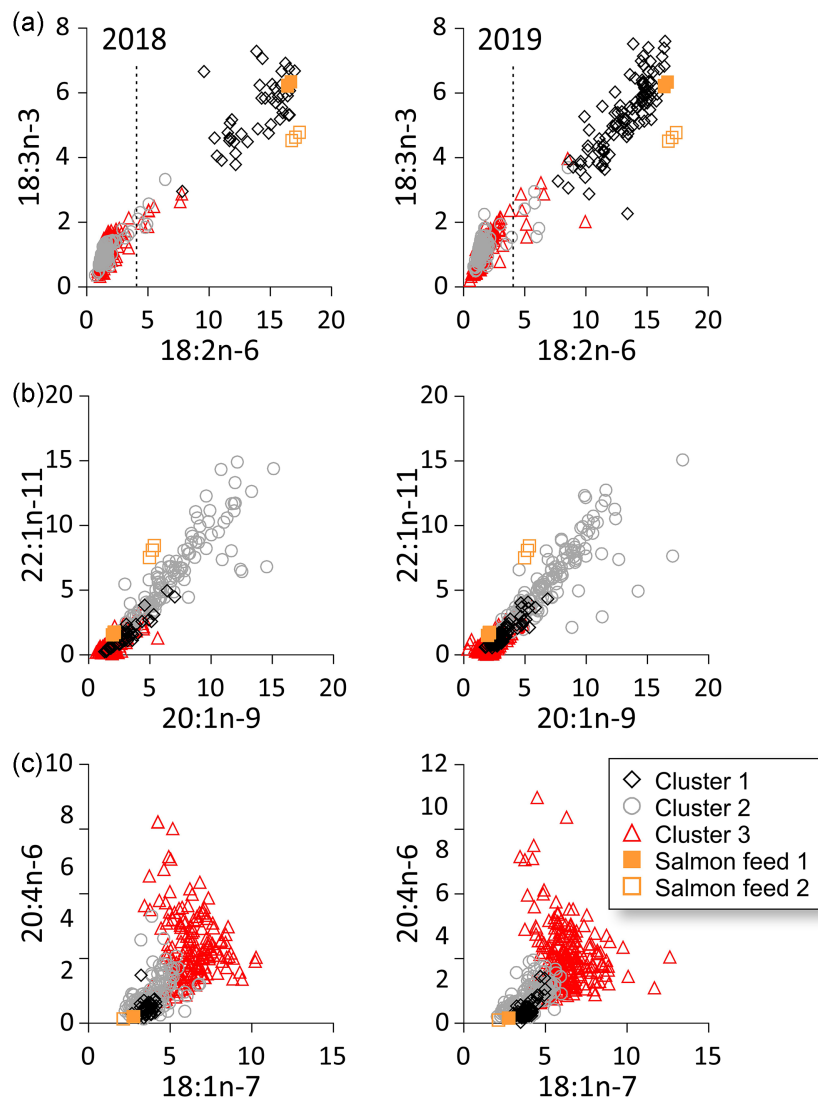 (a)
2018
2019
8
6
4
2
0
18:3n-3
0 5 10 15 20
18:2n-6
8
6
4
2
0
18:3n-3
0 5 10 15 20
18:2n-6
(b)
20
15
10
5
0
22:1n-11
0 5 10 15 20
20:1n-9
20
15
10
5
0
22:1n-11
0 5 10 15 20
20:1n-9
(c)
10
8
6
4
2
0
20:4n-6
0 5 10 15
18:1n-7
12
10
8
6
4
2
0
20:4n-6
0 5 10 15
18:1n-7
Cluster 1
Cluster 2
Cluster 3
Salmon feed 1
Salmon feed 2